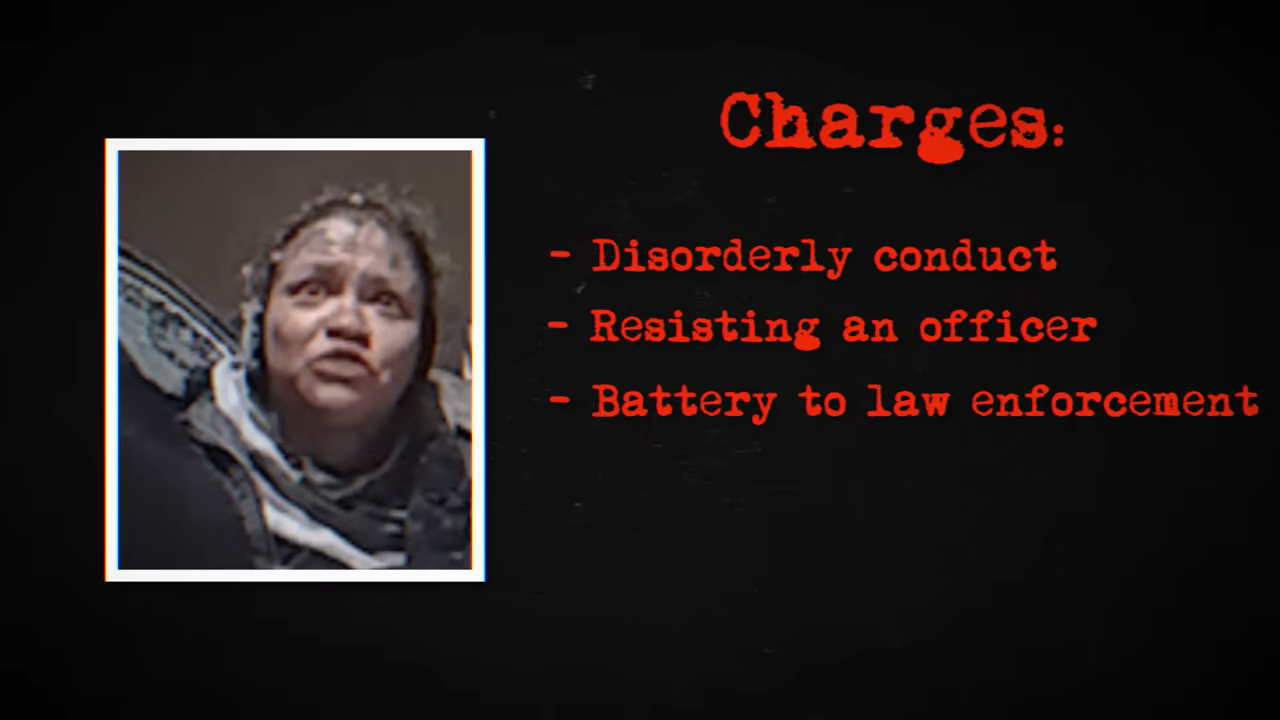 Charges:
- Disorderly conduct
- Resisting an officer
- Battery to law enforcement